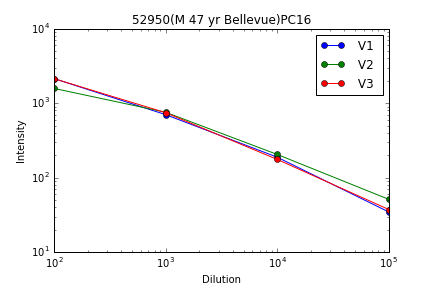 52950(M 47 yr Bellevue)PC16
10^4
10^3
10^2
10^1
Intensity
V1
V2
V3
10^2 10^3 10^4 10^5
Dilution